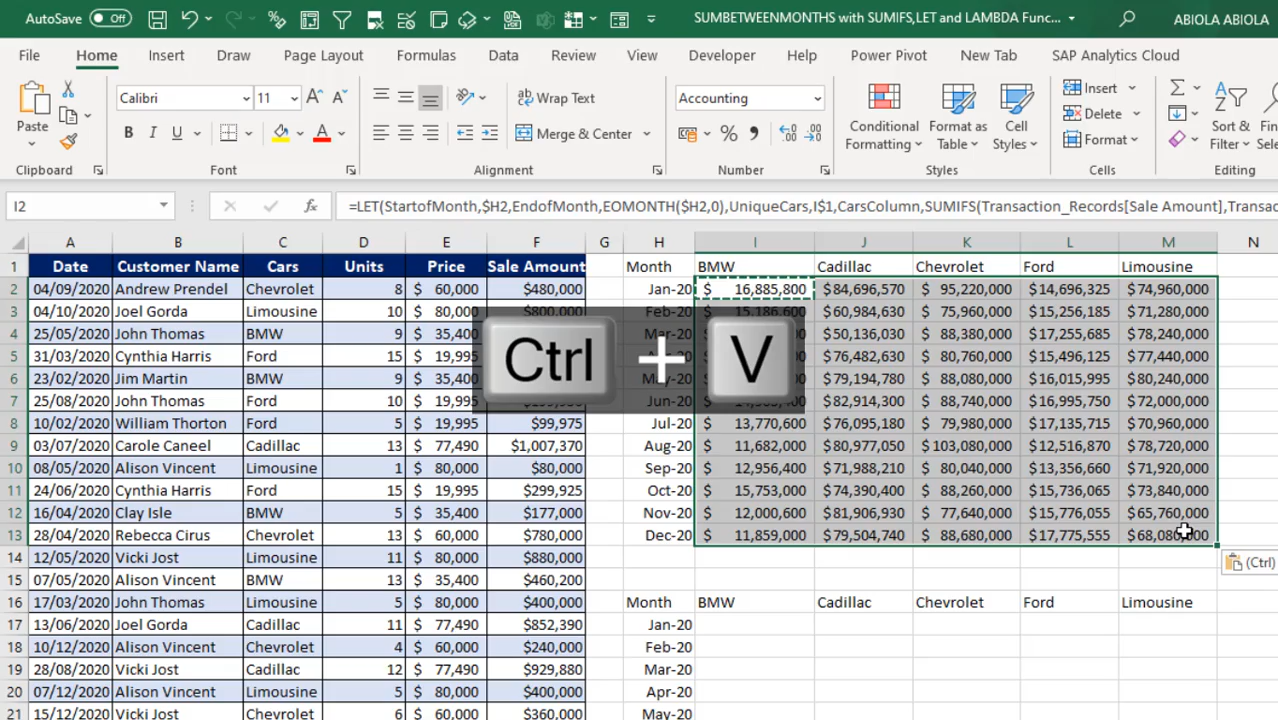 AutoSave Off SUMBETWEENMONTHS with SUMIFS,LET and LAMBDA Func... ABIOLA ABIOLA
File Home Insert Draw Page Layout Formulas Data Review View Developer Help Power Pivot New Tab SAP Analytics Cloud
Paste Calibri 11 Wrap Text Accounting Conditional Formatting Format as Table Cell Styles Insert Delete Format Sort & Filter
B I U A Merge & Center % 
Clipboard Font Alignment Number Styles Cells Editing
I2 fx =LET(StartofMonth,$H2,EndofMonth,EOMONTH($H2,0),UniqueCars,I$1,CarsColumn,SUMIFS(Transaction_Records[Sale Amount],Transac
A B C D E F G H I J K L M N
1 Date Customer Name Cars Units Price Sale Amount Month BMW Cadillac Chevrolet Ford Limousine
2 04/09/2020 Andrew Prendel Chevrolet 8 $ 60,000 $480,000 Jan-20 $ 16,885,800 $84,696,570 $ 95,220,000 $14,696,325 $74,960,000
3 04/10/2020 Joel Gorda Limousine 10 $ 80,000 $800,000 Feb-20 15,186,600 $60,984,630 $ 75,960,000 $15,256,185 $71,280,000
4 25/05/2020 John Thomas BMW 9 $ 35,400 Mar-20 $50,136,030 $ 88,380,000 $17,255,685 $78,240,000
5 31/03/2020 Cynthia Harris Ford 15 $ 19,995 $76,482,630 $ 80,760,000 $15,496,125 $77,440,000
6 23/02/2020 Jim Martin BMW 9 $ 35,400 May-20 $79,194,780 $ 88,080,000 $16,015,995 $80,240,000
7 25/08/2020 John Thomas Ford 10 $ 19,995 Jun-20 $82,914,300 $ 88,740,000 $16,995,750 $72,000,000
8 10/02/2020 William Thorton Ford 5 $ 19,995 $99,975 Jul-20 $ 13,770,600 $76,095,180 $ 79,980,000 $17,135,715 $70,960,000
9 03/07/2020 Carole Caneel Cadillac 13 $ 77,490 $1,007,370 Aug-20 $ 11,682,000 $80,977,050 $ 103,080,000 $12,516,870 $78,720,000
10 08/05/2020 Alison Vincent Limousine 1 $ 80,000 $80,000 Sep-20 $ 12,956,400 $71,988,210 $ 80,040,000 $13,356,660 $71,920,000
11 24/06/2020 Cynthia Harris Ford 15 $ 19,995 $299,925 Oct-20 $ 15,753,000 $74,390,400 $ 88,260,000 $15,736,065 $73,840,000
12 16/04/2020 Clay Isle BMW 5 $ 35,400 $177,000 Nov-20 $ 12,000,600 $81,906,930 $ 77,640,000 $15,776,055 $65,760,000
13 28/04/2020 Rebecca Cirus Chevrolet 13 $ 60,000 $780,000 Dec-20 $ 11,859,000 $79,504,740 $ 88,680,000 $17,775,555 $68,080,000
Ctrl + V
14 12/05/2020 Vicki Jost Limousine 11 $ 80,000 $880,000 (Ctrl)
15 07/05/2020 Alison Vincent BMW 13 $ 35,400 $460,200
16 17/03/2020 John Thomas Limousine 5 $ 80,000 $400,000 Month BMW Cadillac Chevrolet Ford Limousine
17 13/06/2020 Joel Gorda Cadillac 11 $ 77,490 $852,390 Jan-20
18 10/12/2020 Alison Vincent Chevrolet 4 $ 60,000 $240,000 Feb-20
19 28/08/2020 Vicki Jost Cadillac 12 $ 77,490 $929,880 Mar-20
20 07/12/2020 Alison Vincent Limousine 5 $ 80,000 $400,000 Apr-20
21 15/12/2020 Vicki Jost Chevrolet 6 $ 60,000 $360,000 May-20